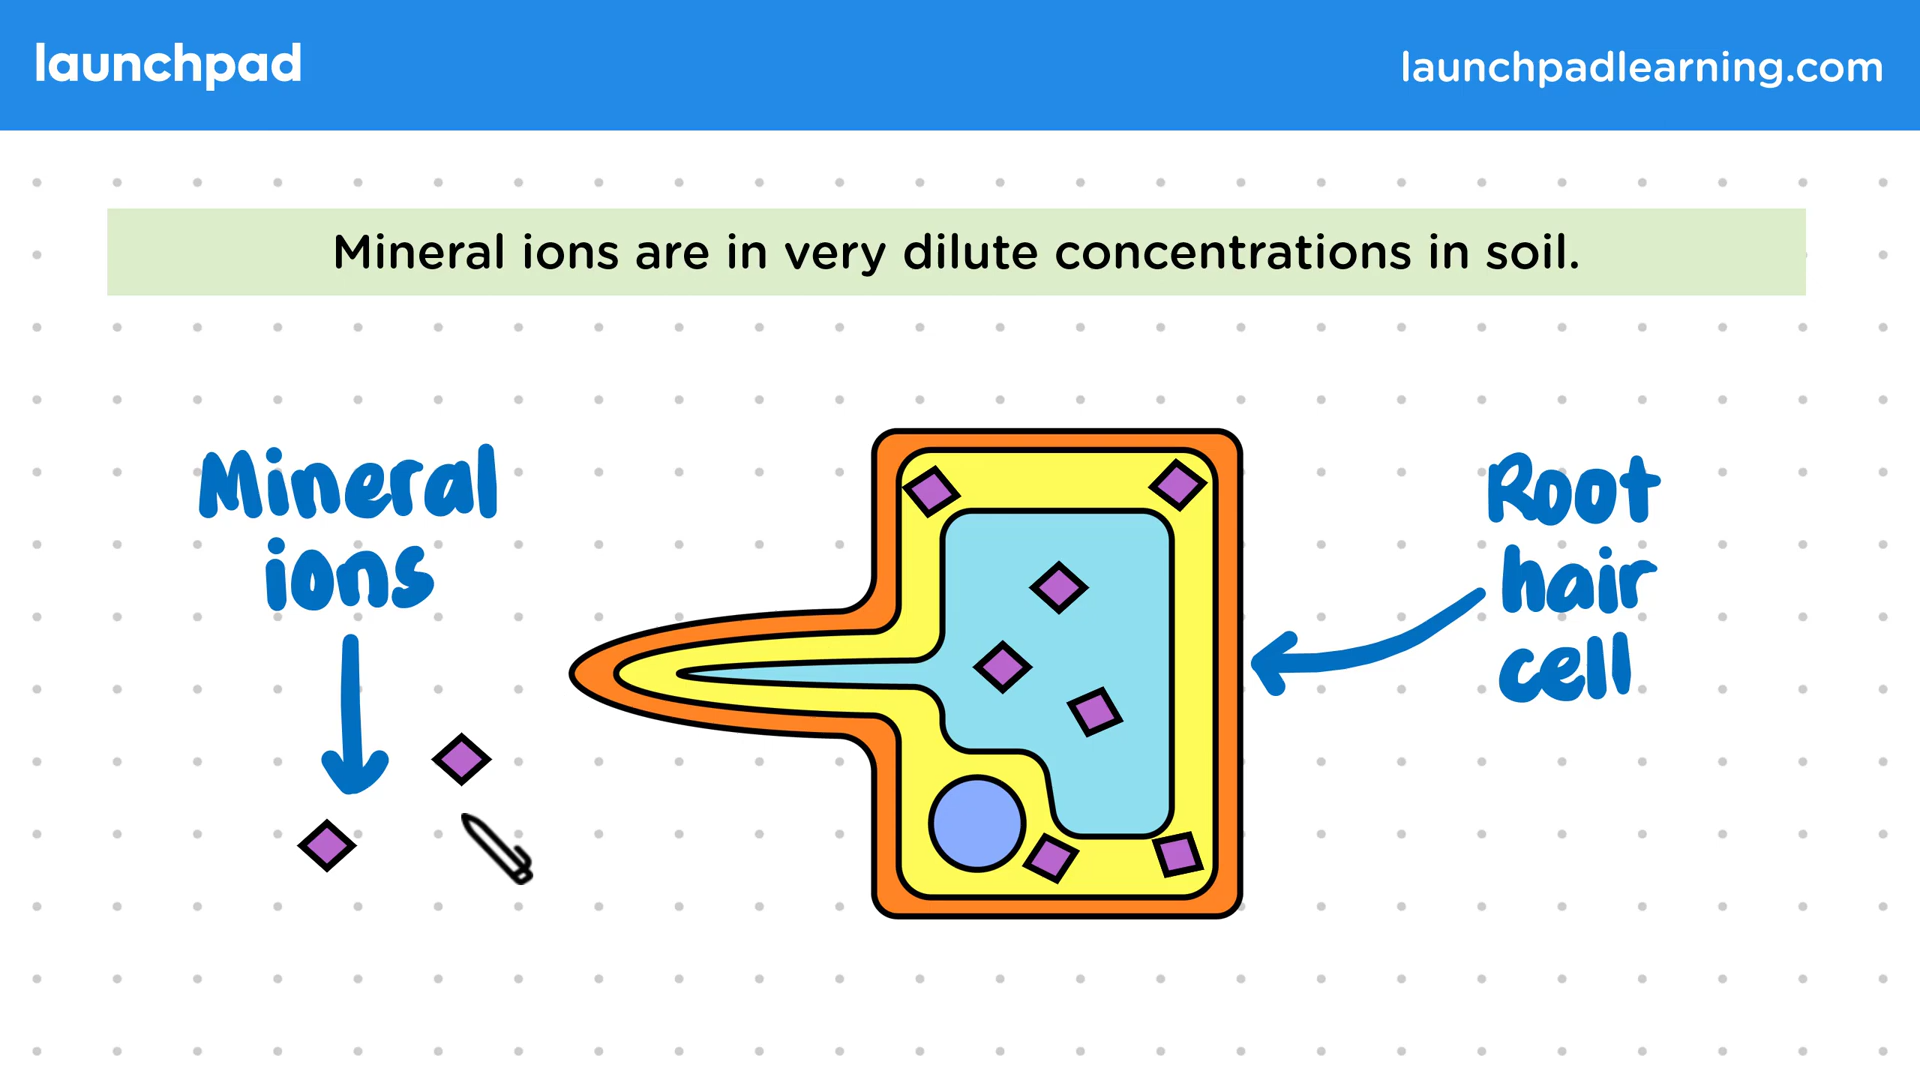 launchpad
launchpadlearning.com
Mineral ions are in very dilute concentrations in soil.
Mineral
ions
Root
hair
cell